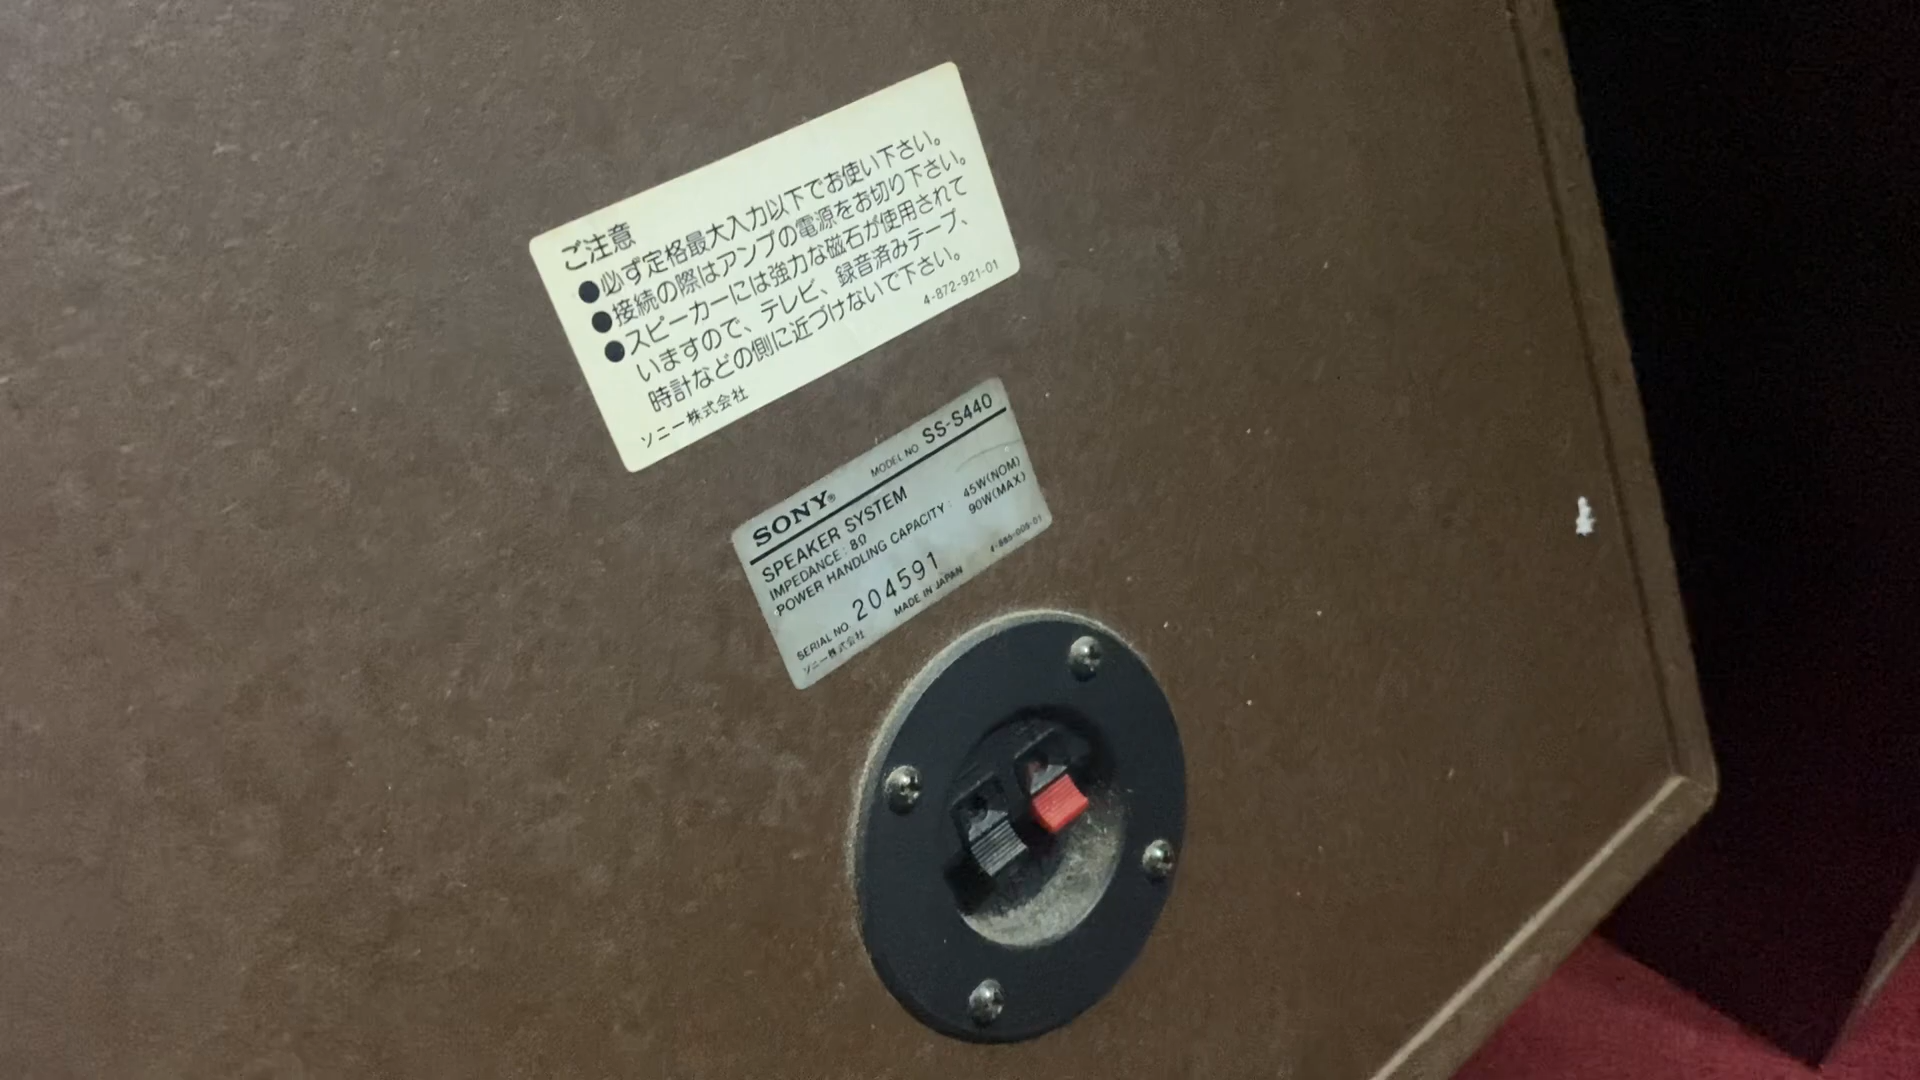 ご注意
●必ず定格最大入力以下でお使い下さい。
●接続の際はアンプの電源をお切り下さい。
●スピーカーには強力な磁石が使用されて
いますので、テレビ、録音済みテープ、
時計などの側に近づけないで下さい。
ソニー株式会社 4-872-921-01
SONY® MODEL NO. SS-S440
SPEAKER SYSTEM
IMPEDANCE: 8Ω
POWER HANDLING CAPACITY: 45W(NOM)
90W(MAX)
SERIAL NO. 204591
MADE IN JAPAN
ソニー株式会社